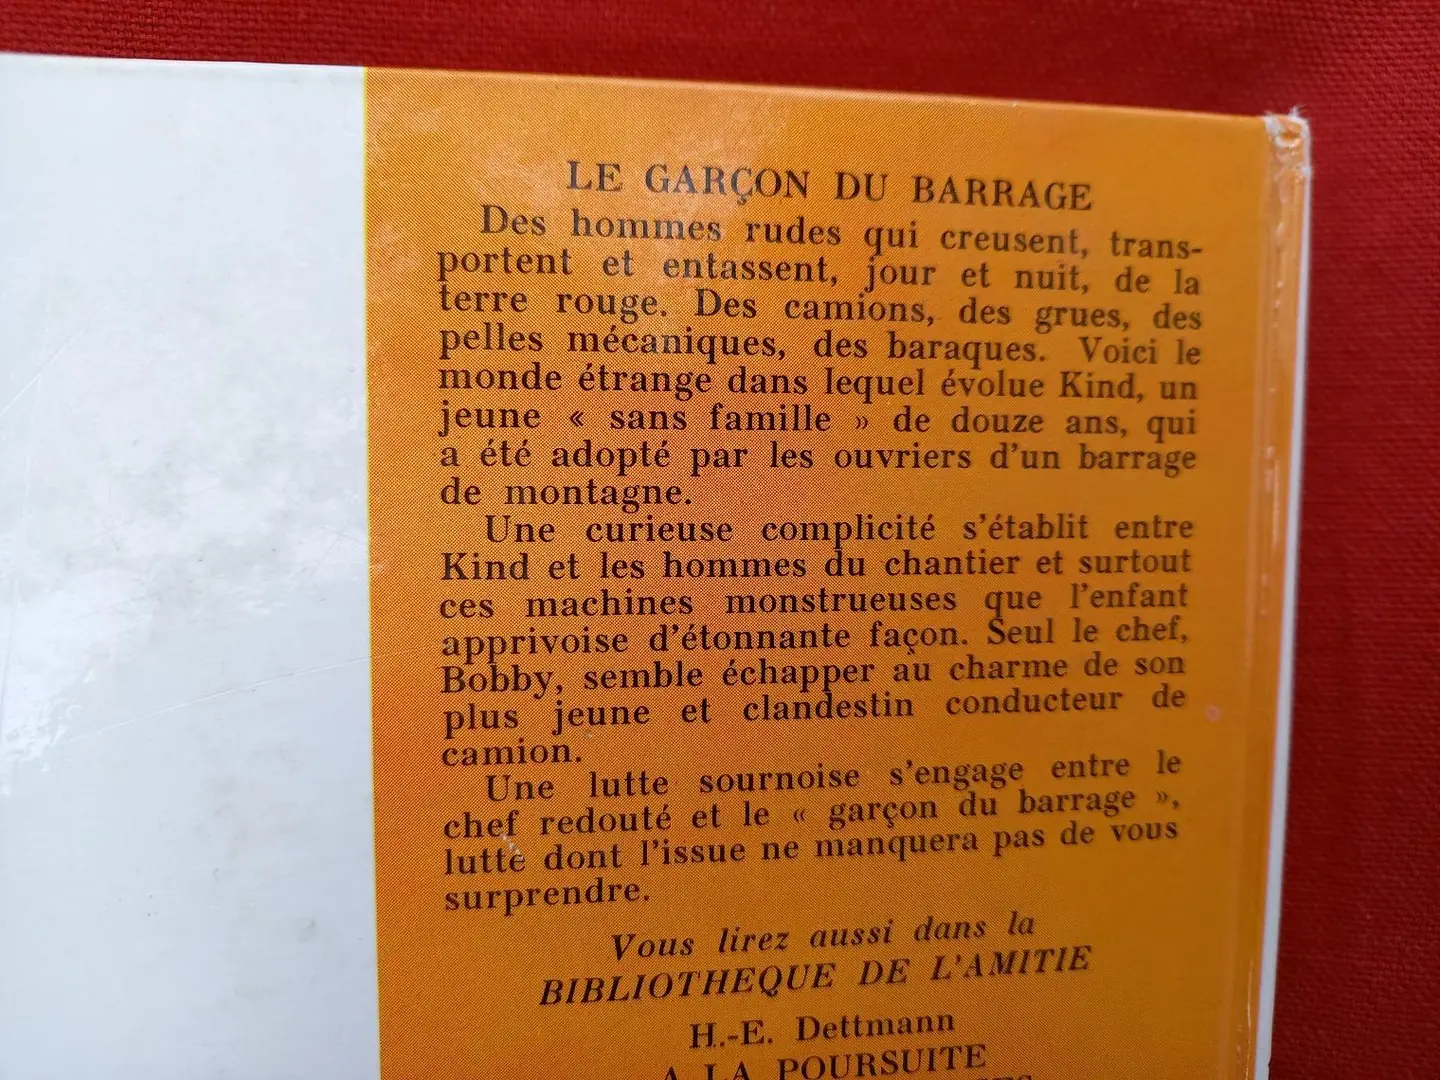 LE GARÇON DU BARRAGE
Des hommes rudes qui creusent, trans-
portent et entassent, jour et nuit, de la
terre rouge. Des camions, des grues, des
pelles mécaniques, des baraques. Voici le
monde étrange dans lequel évolue Kind, un
jeune « sans famille » de douze ans, qui
a été adopté par les ouvriers d'un barrage
de montagne.
Une curieuse complicité s'établit entre
Kind et les hommes du chantier et surtout
ces machines monstrueuses que l'enfant
apprivoise d'étonnante façon. Seul le chef,
Bobby, semble échapper au charme de son
plus jeune et clandestin conducteur de
camion.
Une lutte sournoise s'engage entre le
chef redouté et le « garçon du barrage »,
lutte dont l'issue ne manquera pas de vous
surprendre.
Vous lirez aussi dans la
BIBLIOTHEQUE DE L'AMITIE
H.-E. Dettmann
A LA POURSUITE